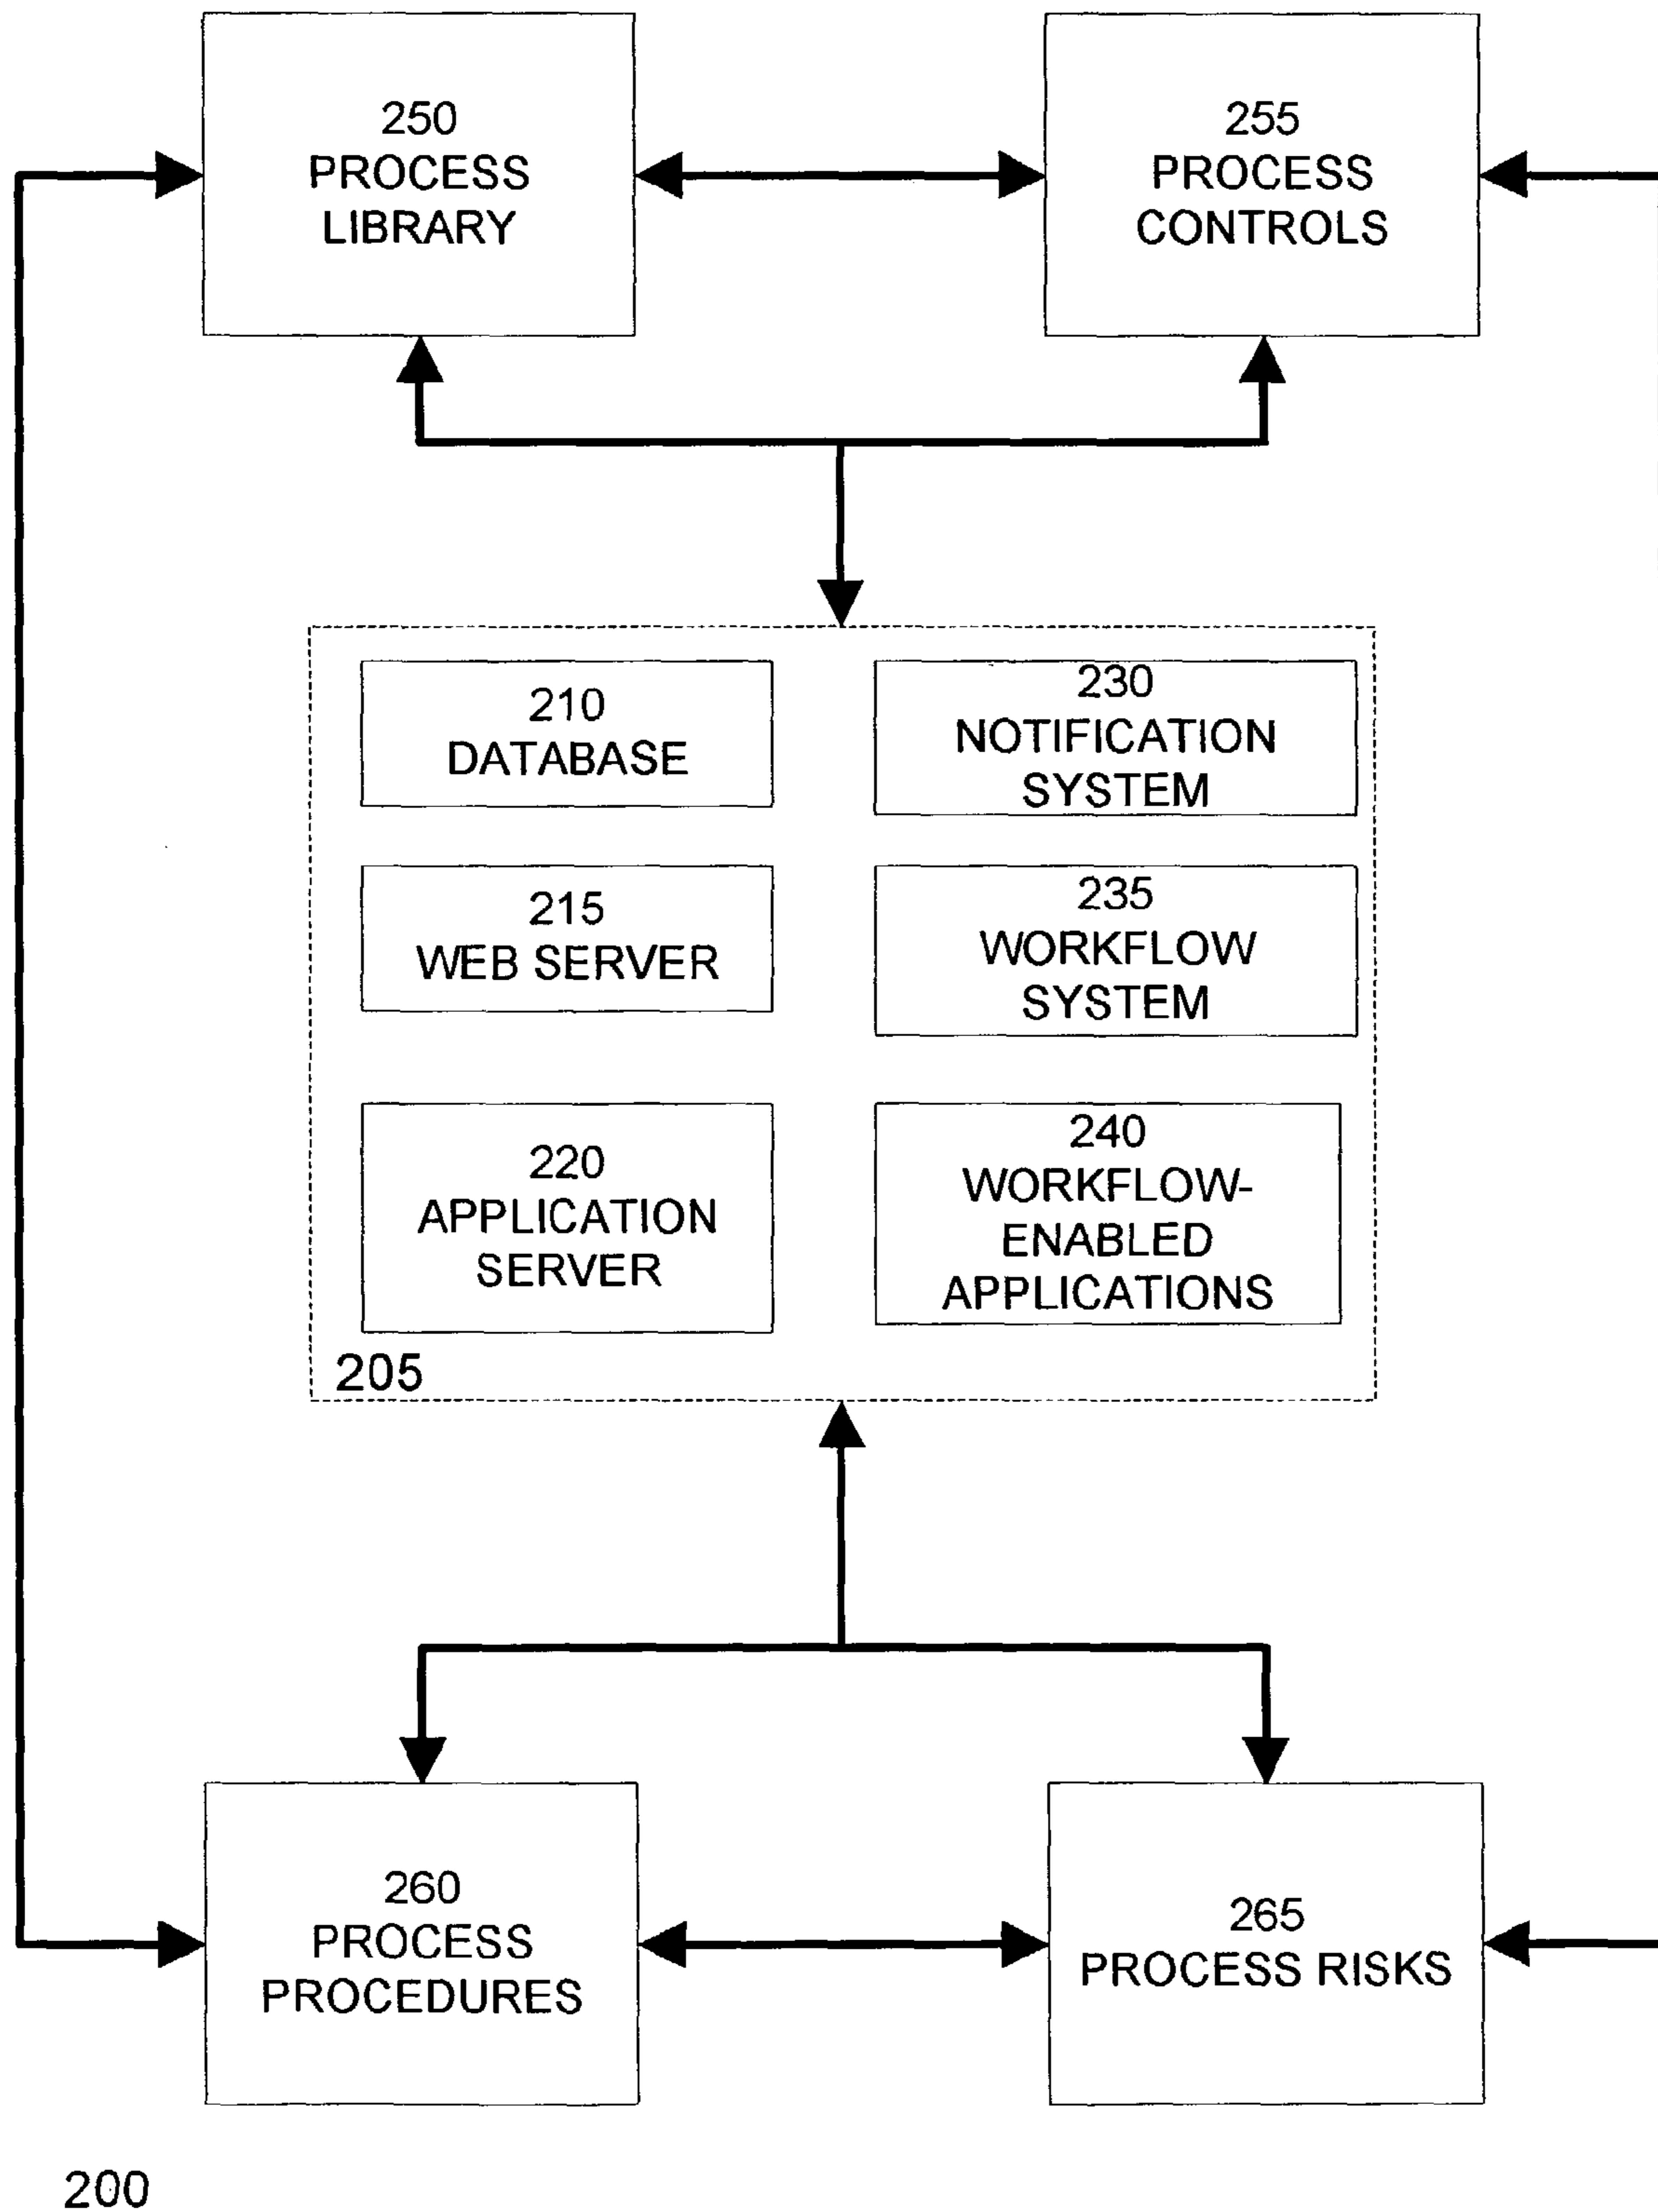 250
PROCESS
LIBRARY
255
PROCESS
CONTROLS
210
DATABASE
230
NOTIFICATION
SYSTEM
215
WEB SERVER
235
WORKFLOW
SYSTEM
220
APPLICATION
SERVER
240
WORKFLOW-
ENABLED
APPLICATIONS
205
260
PROCESS
PROCEDURES
265
PROCESS RISKS
200